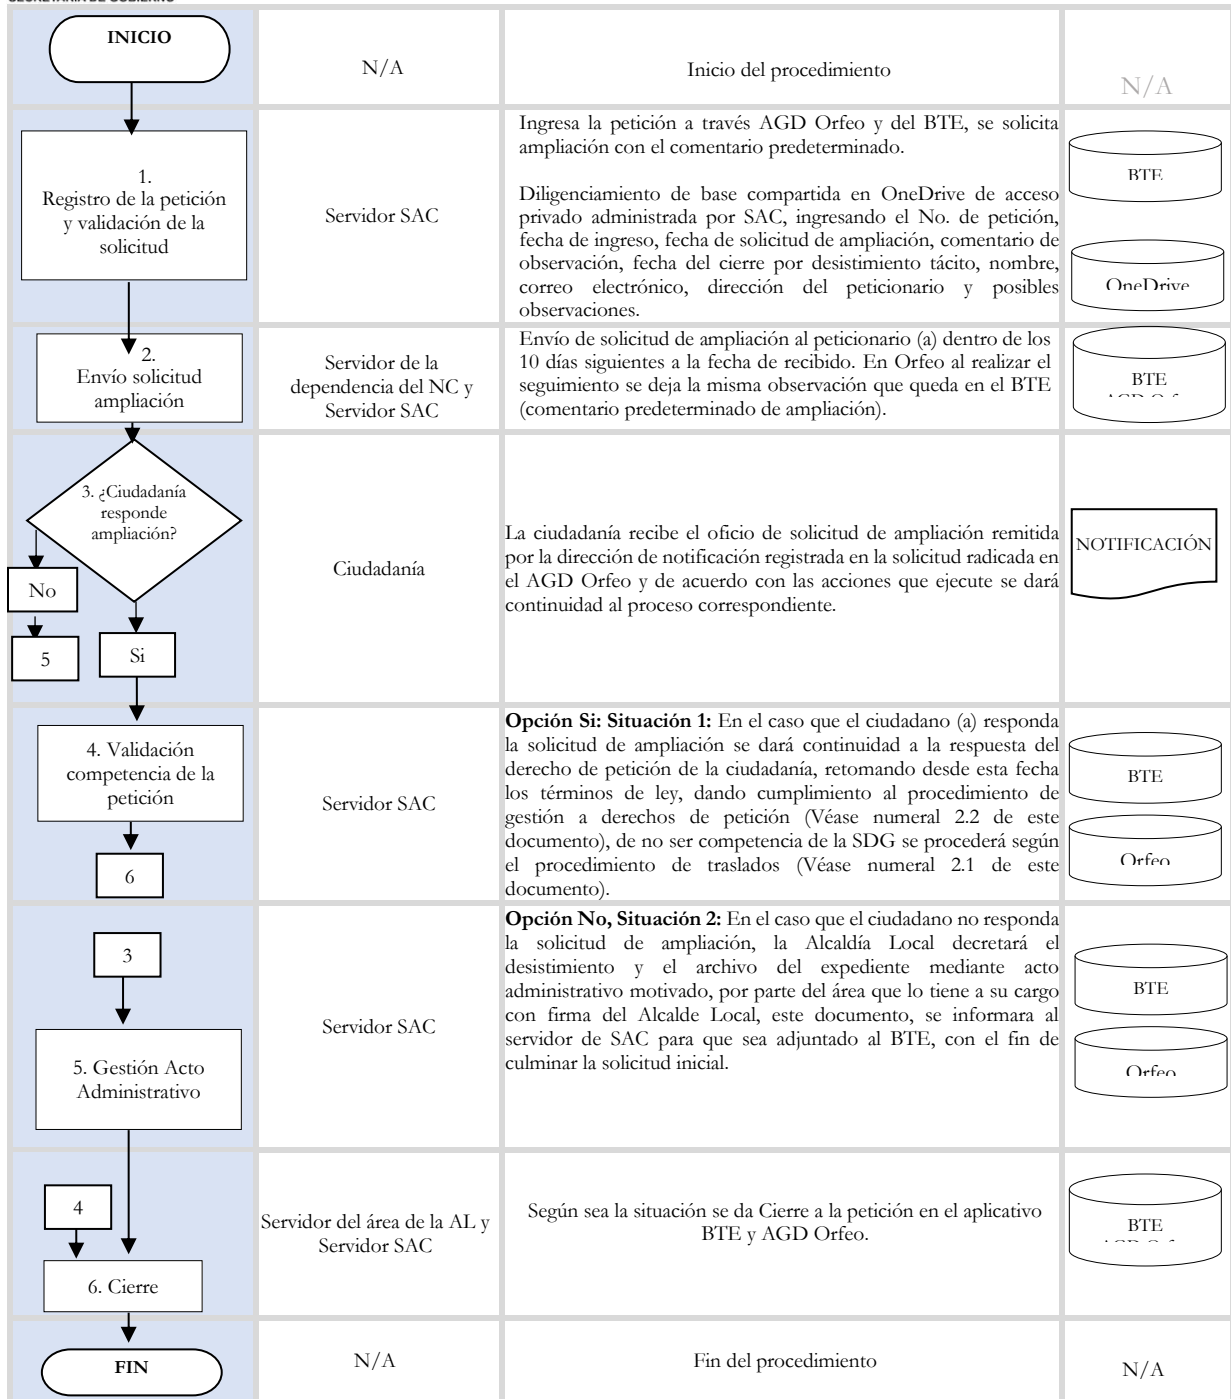 INICIO
N/A
Inicio del procedimiento
N/A
1.
Registro de la petición
y validación de la
solicitud
Servidor SAC
Ingresa la petición a través AGD Orfeo y del BTE, se solicita
ampliación con el comentario predeterminado.
Diligenciamiento de base compartida en OneDrive de acceso
privado administrada por SAC, ingresando el No. de petición,
fecha de ingreso, fecha de solicitud de ampliación, comentario de
observación, fecha del cierre por desistimiento tácito, nombre,
correo electrónico, dirección del peticionario y posibles
observaciones.
BTE
OneDrive
2.
Envío solicitud
ampliación
Servidor de la
dependencia del NC y
Servidor SAC
Envío de solicitud de ampliación al peticionario (a) dentro de los
10 días siguientes a la fecha de recibido. En Orfeo al realizar el
seguimiento se deja la misma observación que queda en el BTE
(comentario predeterminado de ampliación).
BTE
3. ¿Ciudadanía
responde
ampliación?
No
5
Si
Ciudadanía
La ciudadanía recibe el oficio de solicitud de ampliación remitida
por la dirección de notificación registrada en la solicitud radicada en
el AGD Orfeo y de acuerdo con las acciones que ejecute se dará
continuidad al proceso correspondiente.
NOTIFICACIÓN
4. Validación
competencia de la
petición
6
Servidor SAC
Opción Si: Situación 1: En el caso que el ciudadano (a) responda
la solicitud de ampliación se dará continuidad a la respuesta del
derecho de petición de la ciudadanía, retomando desde esta fecha
los términos de ley, dando cumplimiento al procedimiento de
gestión a derechos de petición (Véase numeral 2.2 de este
documento), de no ser competencia de la SDG se procederá según
el procedimiento de traslados (Véase numeral 2.1 de este
documento).
BTE
Orfeo
3
5. Gestión Acto
Administrativo
Servidor SAC
Opción No, Situación 2: En el caso que el ciudadano no responda
la solicitud de ampliación, la Alcaldía Local decretará el
desistimiento y el archivo del expediente mediante acto
administrativo motivado, por parte del área que lo tiene a su cargo
con firma del Alcalde Local, este documento, se informara al
servidor de SAC para que sea adjuntado al BTE, con el fin de
culminar la solicitud inicial.
BTE
Orfeo
4
6. Cierre
Servidor del área de la AL y
Servidor SAC
Según sea la situación se da Cierre a la petición en el aplicativo
BTE y AGD Orfeo.
BTE
FIN
N/A
Fin del procedimiento
N/A